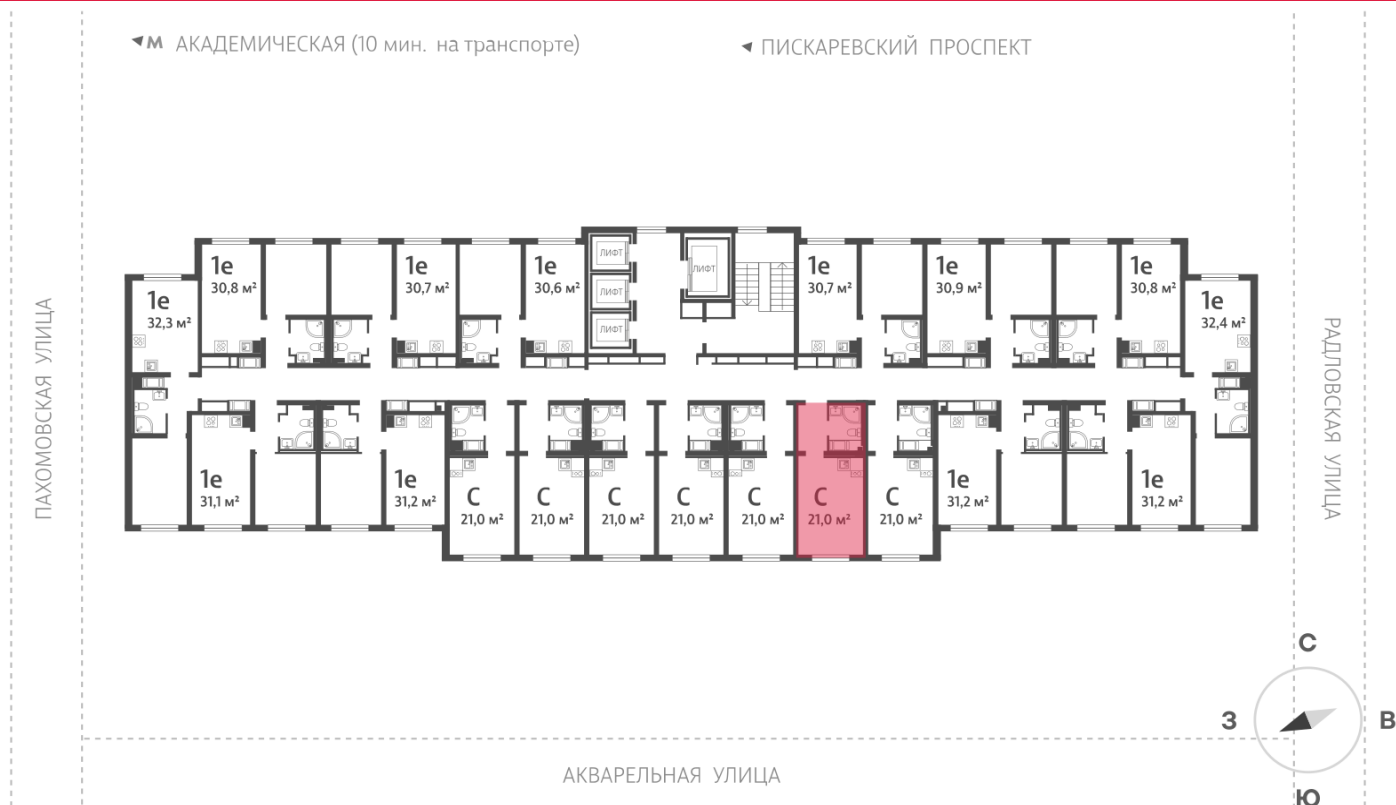 М АКАДЕМИЧЕСКАЯ (10 мин. на транспорте)
ПИСКАРЕВСКИЙ ПРОСПЕКТ
ПАХОМОВСКАЯ УЛИЦА
1е
32,3 м²
1е
30,8 м²
1е
30,7 м²
1е
30,6 м²
ЛИФТ
ЛИФТ
ЛИФТ
ЛИФТ
1е
30,7 м²
1е
30,9 м²
1е
30,8 м²
1е
32,4 м²
РАДЛОВСКАЯ УЛИЦА
1е
31,1 м²
1е
31,2 м²
С
21,0 м²
С
21,0 м²
С
21,0 м²
С
21,0 м²
С
21,0 м²
С
21,0 м²
С
21,0 м²
1е
31,2 м²
1е
31,2 м²
С
З
В
Ю
АКВАРЕЛЬНАЯ УЛИЦА